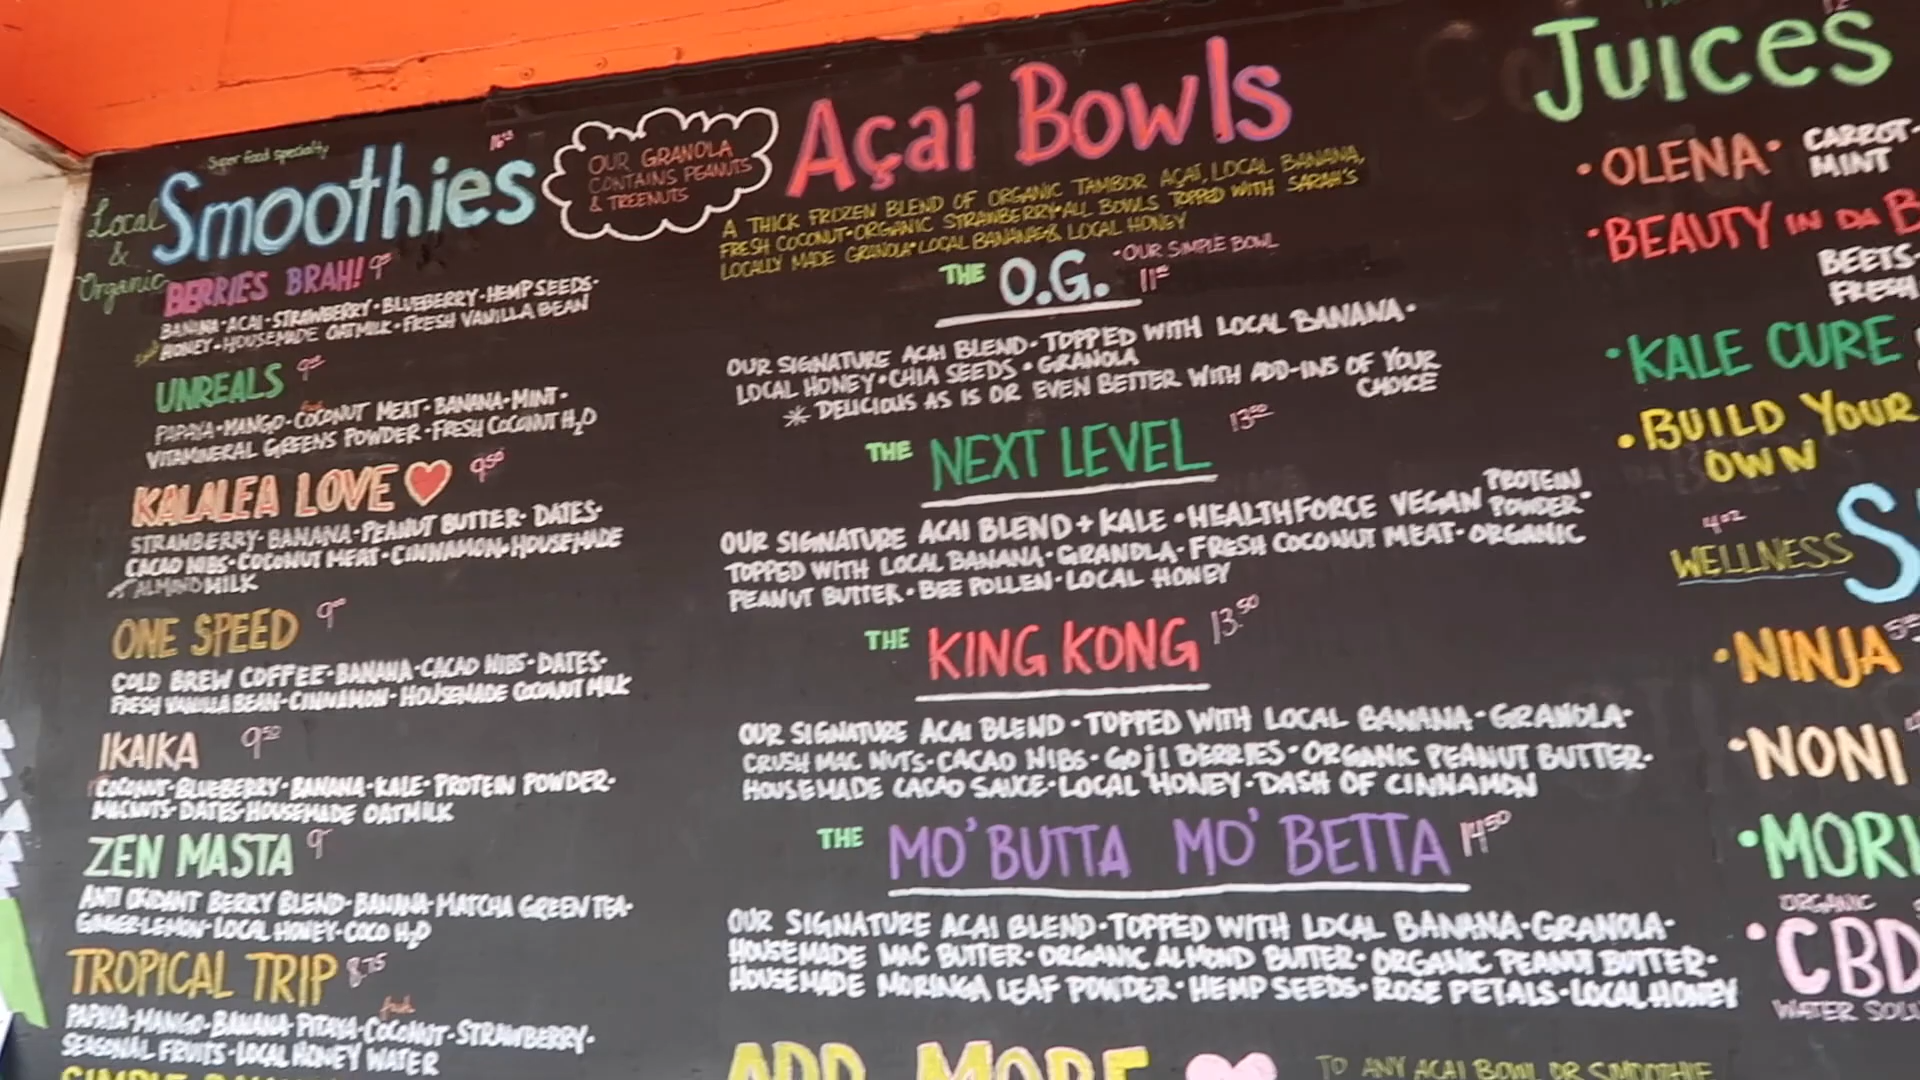 Super food specialty
Local
&
Organic
Smoothies
BERRIES BRAH!
BANANA • ACAI • STRAWBERRY • BLUEBERRY • HEMP SEEDS •
HONEY • HOUSEMADE OATMILK • FRESH VANILLA BEAN
UNREALS
PAPAYA • MANGO • COCONUT MEAT • BANANA • MINT •
VITAMINERAL GREENS POWDER • FRESH COCONUT H2O
KALALEA LOVE 9.50
STRAWBERRY • BANANA • PEANUT BUTTER • DATES •
CACAO NIBS • COCONUT MEAT • CINNAMON • HOUSEMADE
ALMOND MILK
ONE SPEED
COLD BREW COFFEE • BANANA • CACAO NIBS • DATES •
FRESH VANILLA BEAN • CINNAMON • HOUSEMADE COCONUT MILK
IKAIKA 9.50
COCONUT • BLUEBERRY • BANANA • KALE • PROTEIN POWDER •
MACNUTS • DATES • HOUSEMADE OATMILK
ZEN MASTA 9
ANTI OXIDANT BERRY BLEND • BANANA • MATCHA GREEN TEA •
GINGER • LEMON • LOCAL HONEY • COCO H2O
TROPICAL TRIP 8.75
fresh
PAPAYA • MANGO • BANANA • PITAYA • COCONUT • STRAWBERRY •
SEASONAL FRUITS • LOCAL HONEY WATER
OUR GRANOLA
CONTAINS PEANUTS
& TREENUTS
Açaí Bowls
A THICK FROZEN BLEND OF ORGANIC TAMBOR AÇAÍ, LOCAL BANANA,
FRESH COCONUT • ORGANIC STRAWBERRY • ALL BOWLS TOPPED WITH SARAH'S
LOCALLY MADE GRANOLA • LOCAL BANANAS & LOCAL HONEY
THE O.G. • OUR SIMPLE BOWL
OUR SIGNATURE ACAI BLEND • TOPPED WITH LOCAL BANANA •
LOCAL HONEY • CHIA SEEDS • GRANOLA
* DELICIOUS AS IS OR EVEN BETTER WITH ADD-INS OF YOUR
CHOICE
THE NEXT LEVEL 13.50
OUR SIGNATURE ACAI BLEND + KALE • HEALTHFORCE VEGAN PROTEIN POWDER •
TOPPED WITH LOCAL BANANA • GRANOLA • FRESH COCONUT MEAT • ORGANIC
PEANUT BUTTER • BEE POLLEN • LOCAL HONEY
THE KING KONG 13.50
OUR SIGNATURE ACAI BLEND • TOPPED WITH LOCAL BANANA • GRANOLA •
CRUSH MAC NUTS • CACAO NIBS • GOJI BERRIES • ORGANIC PEANUT BUTTER •
HOUSEMADE CACAO SAUCE • LOCAL HONEY • DASH OF CINNAMON
THE MO' BUTTA MO' BETTA 14.50
OUR SIGNATURE ACAI BLEND • TOPPED WITH LOCAL BANANA • GRANOLA •
HOUSEMADE MAC BUTTER • ORGANIC ALMOND BUTTER • ORGANIC PEANUT BUTTER •
HOUSEMADE MORINGA LEAF POWDER • HEMP SEEDS • ROSE PETALS • LOCAL HONEY
ADD MORE
TO ANY ACAI BOWL OR SMOOTHIE
JUICES
• OLENA • CARROT •
MINT
• BEAUTY IN DA B
BEETS •
FRESH
• KALE CURE
• BUILD YOUR
OWN
4oz
WELLNESS S
• NINJA
• NONI
• MORI
ORGANIC
• CBD
WATER SOLU